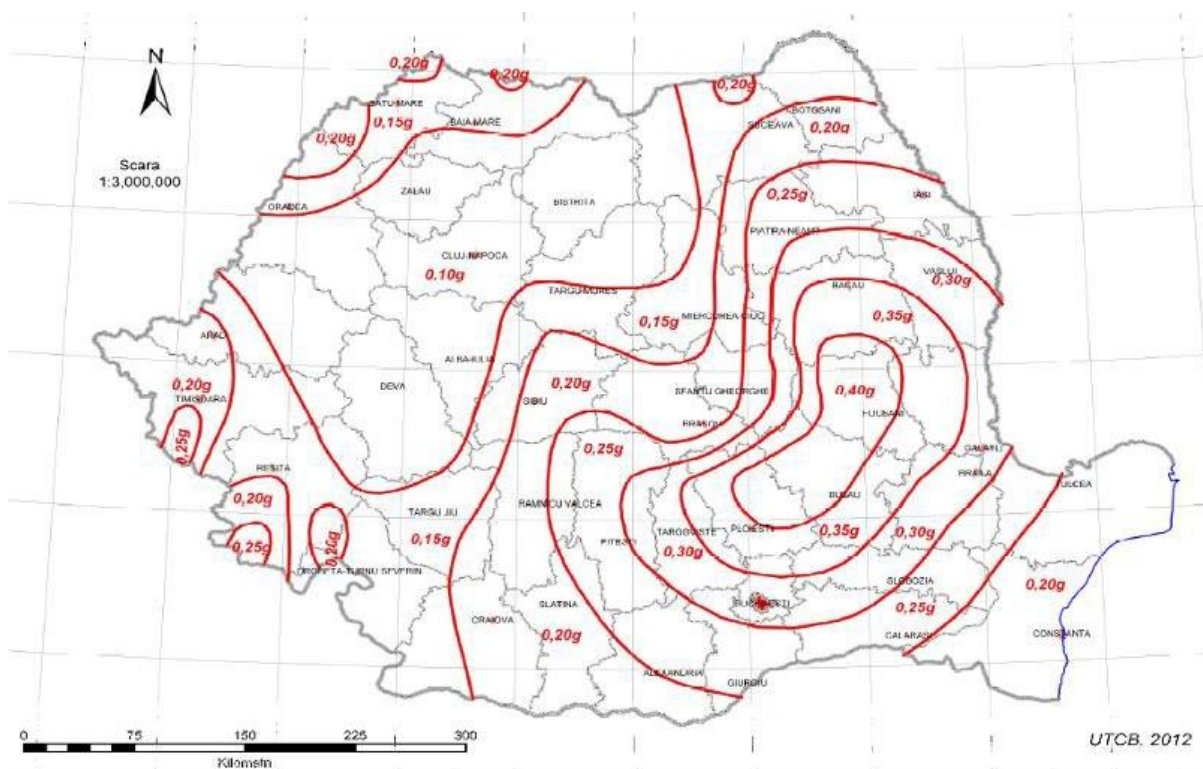 N
Scara
1:3,000,000
0,20g
0,20g
0,20g
SATU-MARE
0,15g
BAIA-MARE
0,20g
BOTOSANI
SUCEAVA
0,20g
ZALAU
ORADEA
BISTRITA
0,25g
IASI
PIATRA-NEAMT
CLUJ-NAPOCA
0.10g
VASLUI
0,30g
BACAU
TARGU-MURES
MIERCUREA-CIUC
0,15g
0,35g
ARAD
ALBA-IULIA
DEVA
0,20g
TIMISOARA
0,20g
SIBIU
SFANTU GHEORGHE
0,40g
FOCSANI
BRASOV
0,25g
0,25g
GALATI
BRAILA
TULCEA
RESITA
0,20g
RAMNICU VALCEA
BUZAU
TARGU JIU
0,15g
PITESTI
TARGOVISTE
PLOIESTI
0,35g
0,30g
0,30g
0,25g
0,20g
DROBETA-TURNU SEVERIN
SLOBOZIA
0,20g
BUCURESTI
SLATINA
CRAIOVA
0,20g
0,25g
CALARASI
CONSTANTA
ALEXANDRIA
GIURGIU
0 75 150 225 300
Kilometri
UTCB. 2012